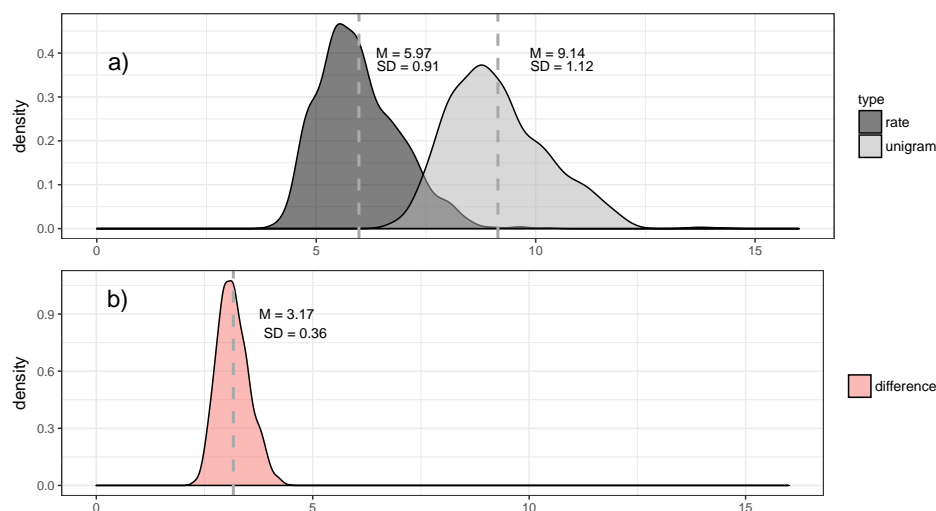 a)
M = 5.97
SD = 0.91
M = 9.14
SD = 1.12
density
0.4
0.3
0.2
0.1
0.0
0 5 10 15
type
rate
unigram
b)
M = 3.17
SD = 0.36
density
0.9
0.6
0.3
0.0
0 5 10 15
difference